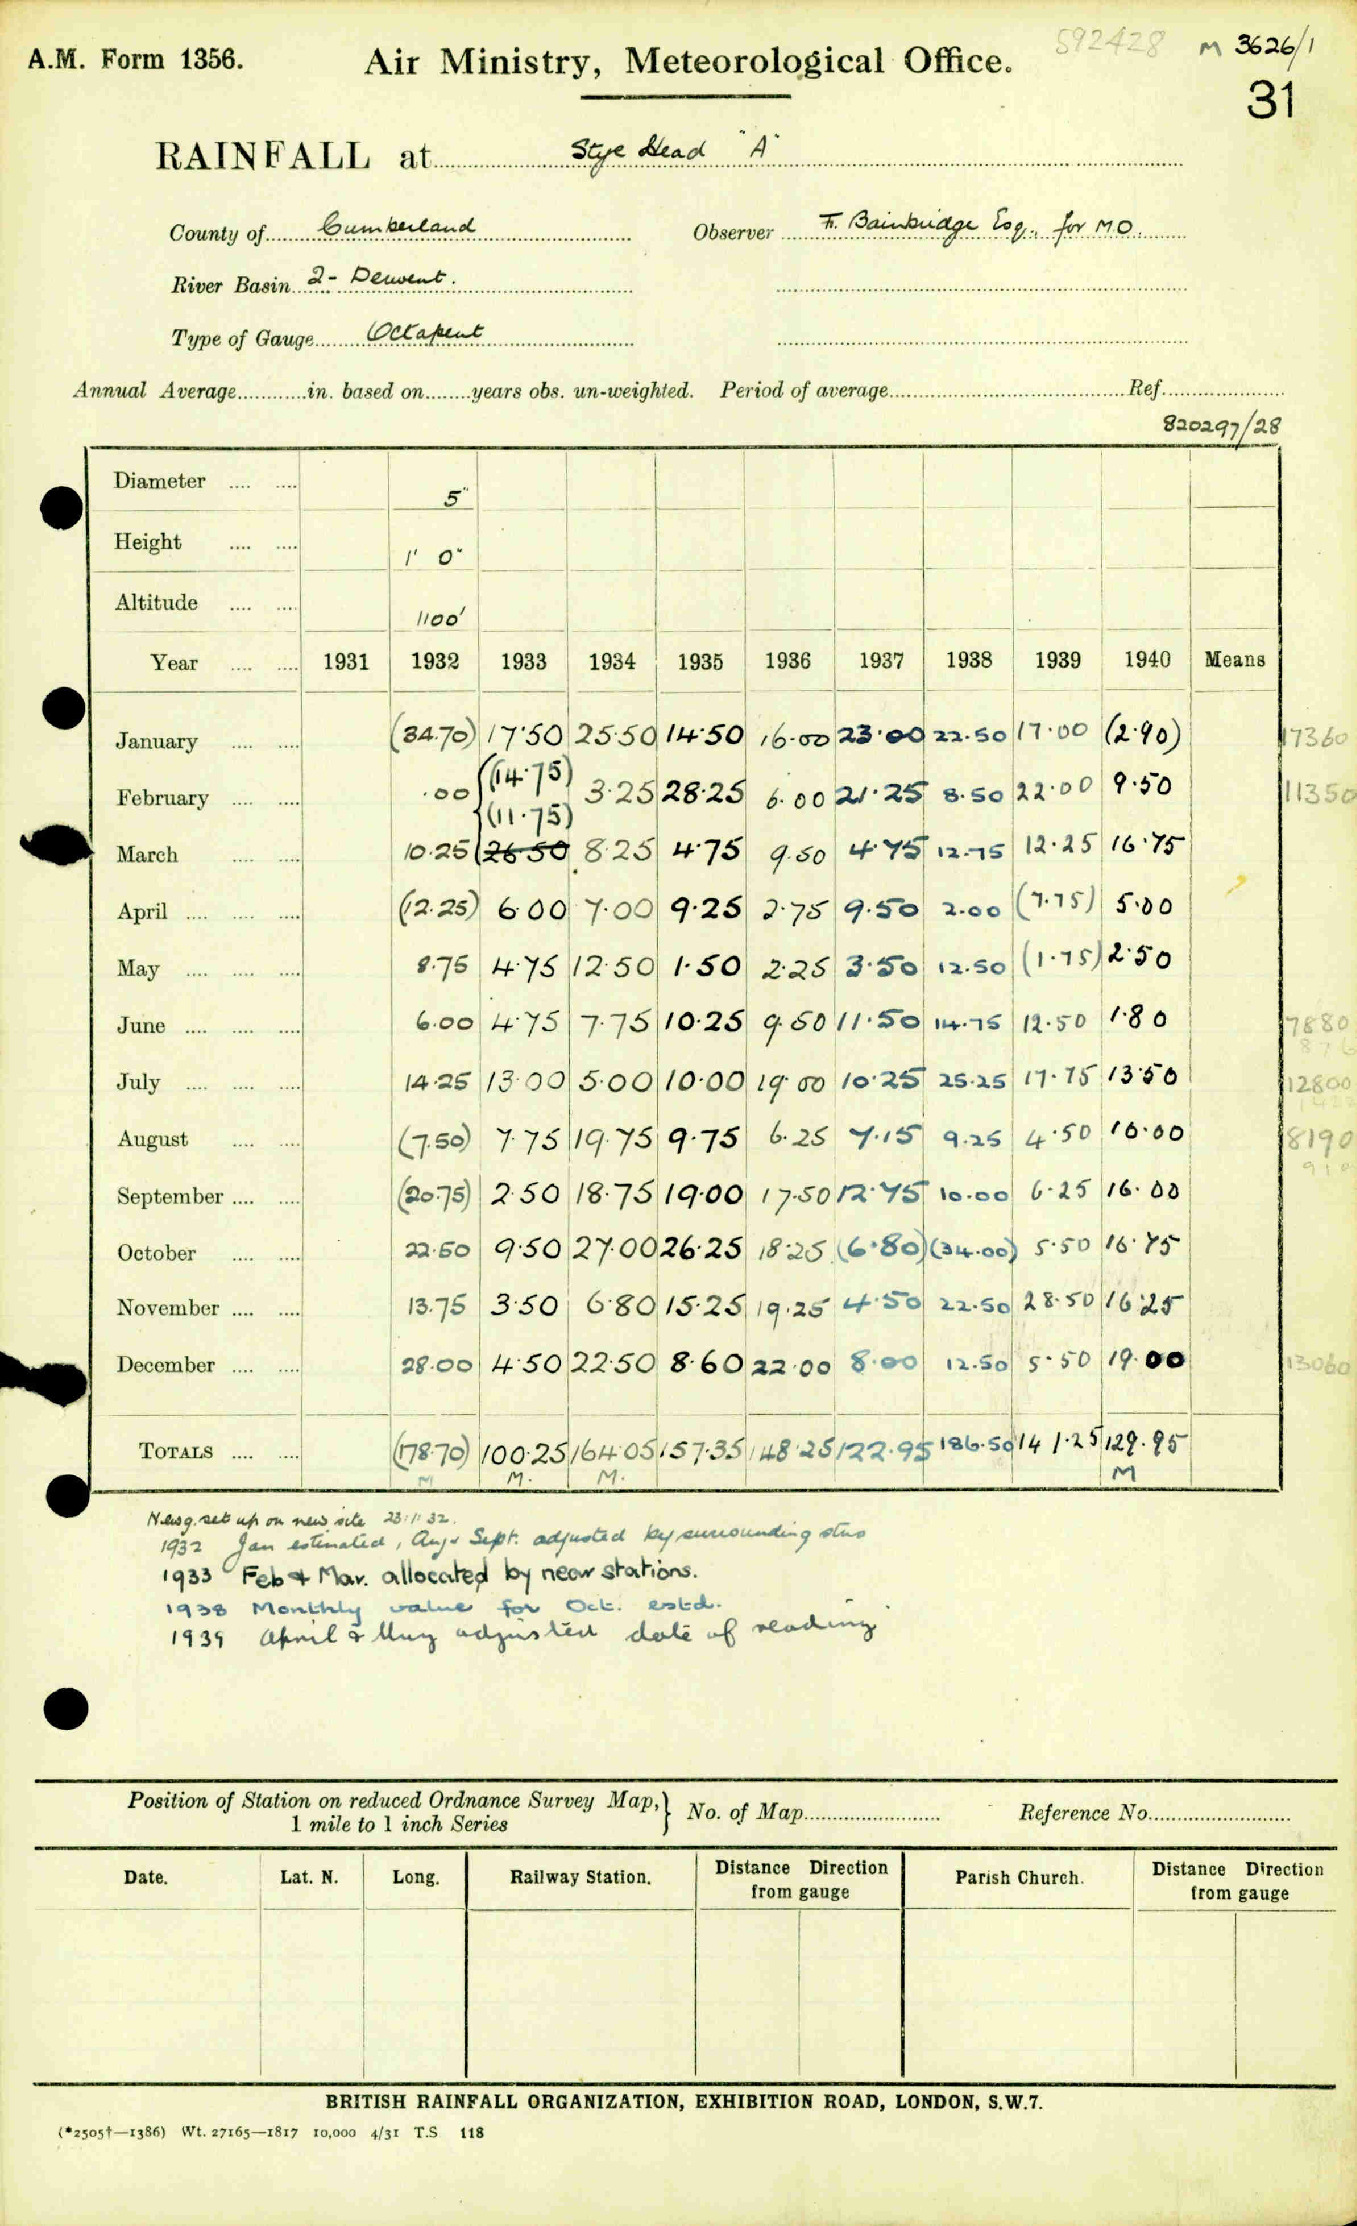 592428 M 3626/1
A.M. Form 1356. Air Ministry, Meteorological Office.
31
RAINFALL at Stye Head "A"
County of Cumberland Observer F. Bainbridge Esq., for M.O.
River Basin 2- Derwent.
Type of Gauge Octapent
Annual Average in. based on years obs. un-weighted. Period of average Ref.
820297/28
Diameter 5"
Height 1' 0"
Altitude 1100'
Year 1931 1932 1933 1934 1935 1936 1937 1938 1939 1940 Means
January (34.70) 17.50 25.50 14.50 16.00 23.00 22.50 17.00 (2.90) 17360
February .00 (14.75) 3.25 28.25 6.00 21.25 8.50 22.00 9.50 11350
(11.75)
March 10.25 26.50 8.25 4.75 9.50 4.75 12.75 12.25 16.75
April (12.25) 6.00 7.00 9.25 2.75 9.50 2.00 (7.75) 5.00
May 8.75 4.75 12.50 1.50 2.25 3.50 12.50 (1.75) 2.50
June 6.00 4.75 7.75 10.25 9.50 11.50 14.75 12.50 1.80 7880
876
July 14.25 13.00 5.00 10.00 19.00 10.25 25.25 17.75 13.50 12800
1422
August (7.50) 7.75 19.75 9.75 6.25 7.15 9.25 4.50 10.00 8190
910
September (20.75) 2.50 18.75 19.00 17.50 12.75 10.00 6.25 16.00
October 22.50 9.50 27.00 26.25 18.25 (6.80) (34.00) 5.50 16.75
November 13.75 3.50 6.80 15.25 19.25 4.50 22.50 28.50 16.25
December 28.00 4.50 22.50 8.60 22.00 8.00 12.50 5.50 19.00 13060
TOTALS (178.70) 100.25 164.05 157.35 148.25 122.95 186.50 141.25 129.95
M M. M. M
New g. set up on new site 23.11.32.
1932 Jan estimated, Aug & Sept. adjusted by surrounding stns
1933 Feb & Mar. allocated by near stations.
1938 Monthly value for Oct. estd.
1939 April & May adjusted date of reading
Position of Station on reduced Ordnance Survey Map, 1 mile to 1 inch Series } No. of Map Reference No.
Date. Lat. N. Long. Railway Station. Distance Direction from gauge Parish Church. Distance Direction from gauge
BRITISH RAINFALL ORGANIZATION, EXHIBITION ROAD, LONDON, S.W.7.
(*2505†—1386) Wt. 27165—1817 10,000 4/31 T.S 118